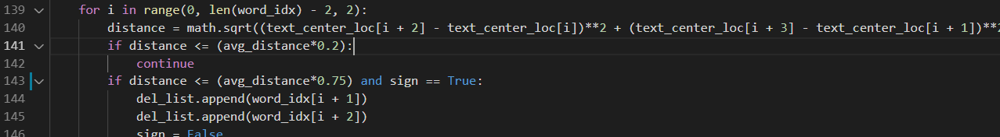 139 for i in range(0, len(word_idx) - 2, 2):
140 distance = math.sqrt((text_center_loc[i + 2] - text_center_loc[i])**2 + (text_center_loc[i + 3] - text_center_loc[i + 1])**2
141 if distance <= (avg_distance*0.2):
142 continue
143 if distance <= (avg_distance*0.75) and sign == True:
144 del_list.append(word_idx[i + 1])
145 del_list.append(word_idx[i + 2])
146 sign = False